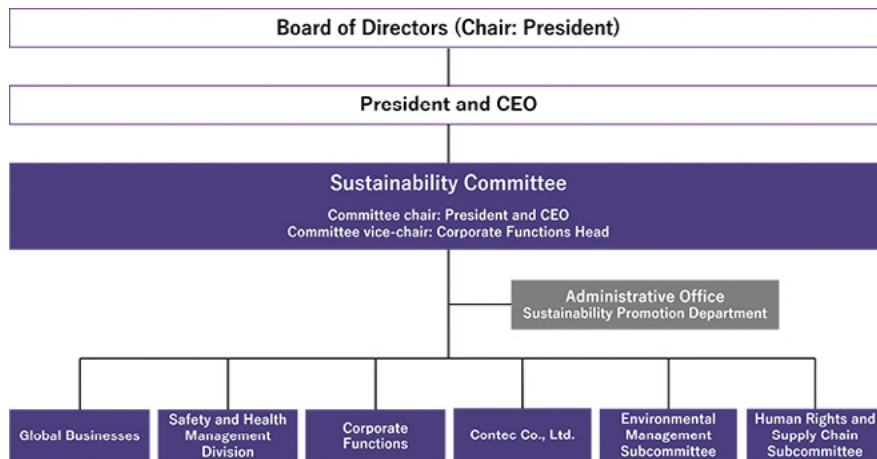 Board of Directors (Chair: President)
President and CEO
Sustainability Committee
Committee chair: President and CEO
Committee vice-chair: Corporate Functions Head
Administrative Office
Sustainability Promotion Department
Global Businesses
Safety and Health
Management
Division
Corporate
Functions
Contec Co., Ltd.
Environmental
Management
Subcommittee
Human Rights and
Supply Chain
Subcommittee